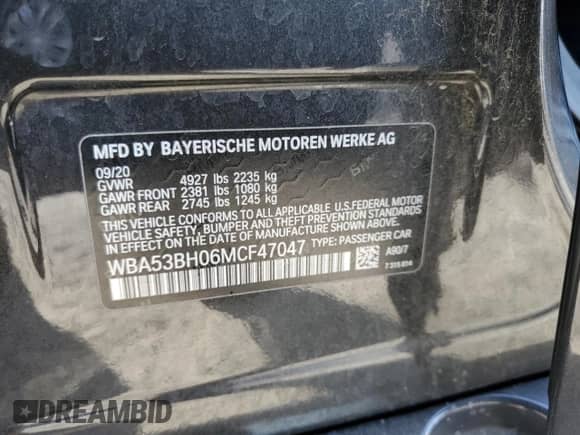 MFD BY BAYERISCHE MOTOREN WERKE AG
09/20
GVWR 4927 lbs 2235 kg
GAWR FRONT 2381 lbs 1080 kg
GAWR REAR 2745 lbs 1245 kg
THIS VEHICLE CONFORMS TO ALL APPLICABLE U.S.FEDERAL MOTOR
VEHICLE SAFETY, BUMPER, AND THEFT PREVENTION STANDARDS
IN EFFECT ON THE DATE OF MANUFACTURE SHOWN ABOVE.
WBA53BH06MCF47047 TYPE: PASSENGER CAR
A90/7
DREAMBID